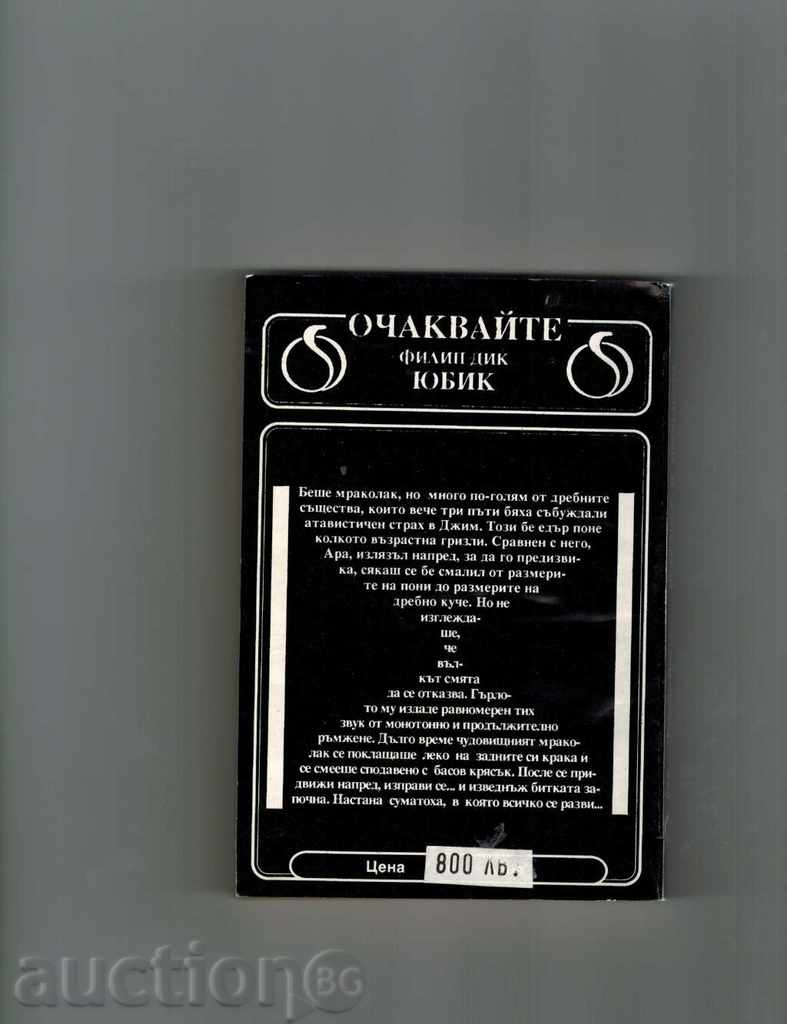 ОЧАКВАЙТЕ
ФИЛИП ДИК
ЮБИК
Беше мраколак, но много по-голям от дребните
същества, които вече три пъти бяха събуждали
атавистичен страх в Джим. Този бе едър поне
колкото възрастна гризли. Сравнен с него,
Ара, излязъл напред, за да го предизви-
ка, сякаш се бе смалил от размери-
те на пони до размерите на
дребно куче. Но не
изглежда-
ше,
че
въл-
кът смята
да се отказва. Гърло-
то му издаде равномерен тих
звук от монотонно и продължително
ръмжене. Дълго време чудовищният мрако-
лак се поклащаше леко на задните си крака и
се смееше сподавено с басов крясък. После се при-
движи напред, изправи се... и изведнъж битката за-
почна. Настана суматоха, в която всичко се разви...
Цена 800 ЛВ.
auctionBG